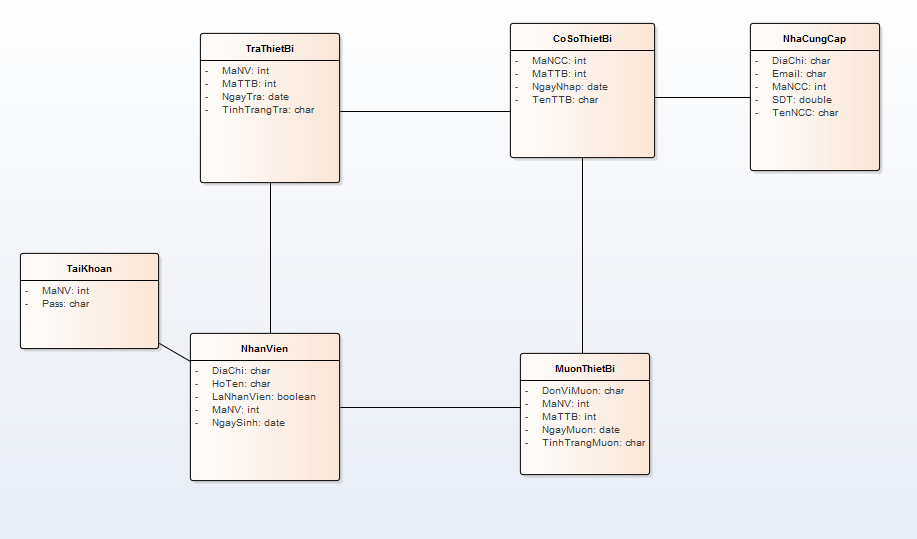 TraThietBi
- MaNV: int
- MaTTB: int
- NgayTra: date
- TinhTrangTra: char
CoSoThietBi
- MaNCC: int
- MaTTB: int
- NgayNhap: date
- TenTTB: char
NhaCungCap
- DiaChi: char
- Email: char
- MaNCC: int
- SDT: double
- TenNCC: char
TaiKhoan
- MaNV: int
- Pass: char
NhanVien
- DiaChi: char
- HoTen: char
- LaNhanVien: boolean
- MaNV: int
- NgaySinh: date
MuonThietBi
- DonViMuon: char
- MaNV: int
- MaTTB: int
- NgayMuon: date
- TinhTrangMuon: char